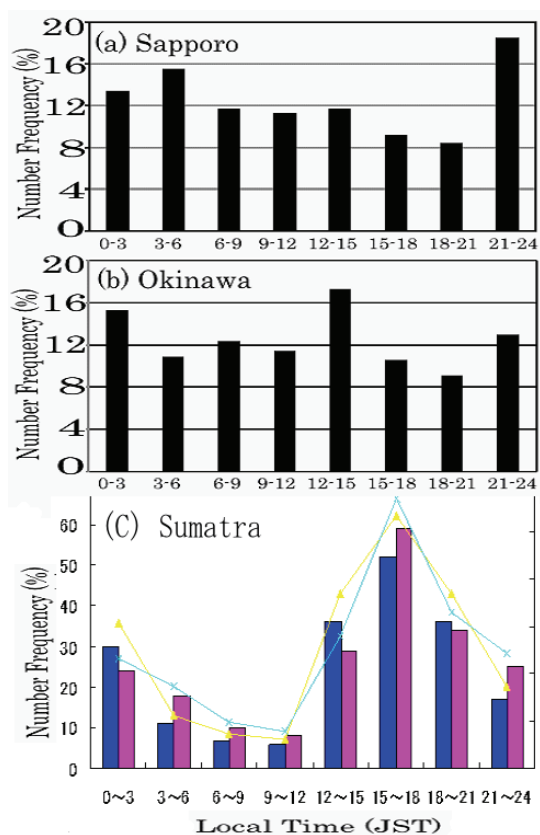 (a) Sapporo
Number Frequency (%)
20
16
12
8
4
0
0-3 3-6 6-9 9-12 12-15 15-18 18-21 21-24
(b) Okinawa
Number Frequency (%)
20
16
12
8
4
0
0-3 3-6 6-9 9-12 12-15 15-18 18-21 21-24
(C) Sumatra
Number Frequency (%)
60
50
40
30
20
10
0
0～3 3～6 6～9 9～12 12～15 15～18 18～21 21～24
Local Time (JST)